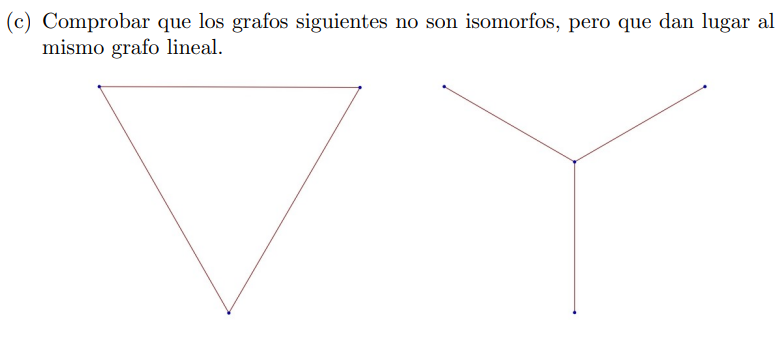 (c) Comprobar que los grafos siguientes no son isomorfos, pero que dan lugar al
mismo grafo lineal.